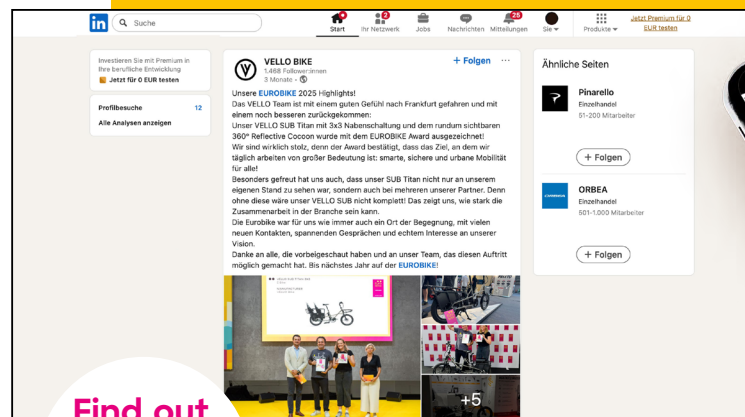 in
Suche
2
25
Start
Ihr Netzwerk
Jobs
Nachrichten
Mitteilungen
Sie
Produkte
Jetzt Premium für 0
EUR testen
Investieren Sie mit Premium in
Ihre berufliche Entwicklung
Jetzt für 0 EUR testen
Profilbesuche 12
Alle Analysen anzeigen
VELLO BIKE
1.468 Follower:innen
3 Monate •
+ Folgen
Unsere EUROBIKE 2025 Highlights!
Das VELLO Team ist mit einem guten Gefühl nach Frankfurt gefahren und mit
einem noch besseren zurückgekommen:
Unser VELLO SUB Titan mit 3x3 Nabenschaltung und dem rundum sichtbaren
360° Reflective Cocoon wurde mit dem EUROBIKE Award ausgezeichnet!
Wir sind wirklich stolz, denn der Award bestätigt, dass das Ziel, an dem wir
täglich arbeiten von großer Bedeutung ist: smarte, sichere und urbane Mobilität
für alle!
Besonders gefreut hat uns auch, dass unser SUB Titan nicht nur an unserem
eigenen Stand zu sehen war, sondern auch bei mehreren unserer Partner. Denn
ohne diese wäre unser VELLO SUB nicht komplett! Das zeigt uns, wie stark die
Zusammenarbeit in der Branche sein kann.
Die Eurobike war für uns wie immer auch ein Ort der Begegnung, mit vielen
neuen Kontakten, spannenden Gesprächen und echtem Interesse an unserer
Vision.
Danke an alle, die vorbeigeschaut haben und an unser Team, das diesen Auftritt
möglich gemacht hat. Bis nächstes Jahr auf der EUROBIKE!
+5
Ähnliche Seiten
Pinarello
Einzelhandel
51-200 Mitarbeiter
+ Folgen
ORBEA
Einzelhandel
501-1.000 Mitarbeiter
+ Folgen
Find out